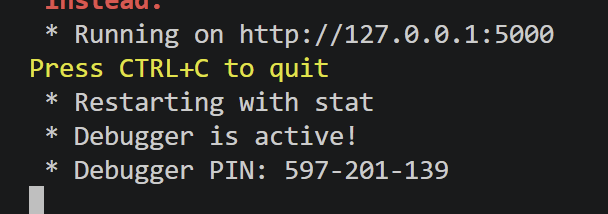 instead.
* Running on http://127.0.0.1:5000
Press CTRL+C to quit
* Restarting with stat
* Debugger is active!
* Debugger PIN: 597-201-139